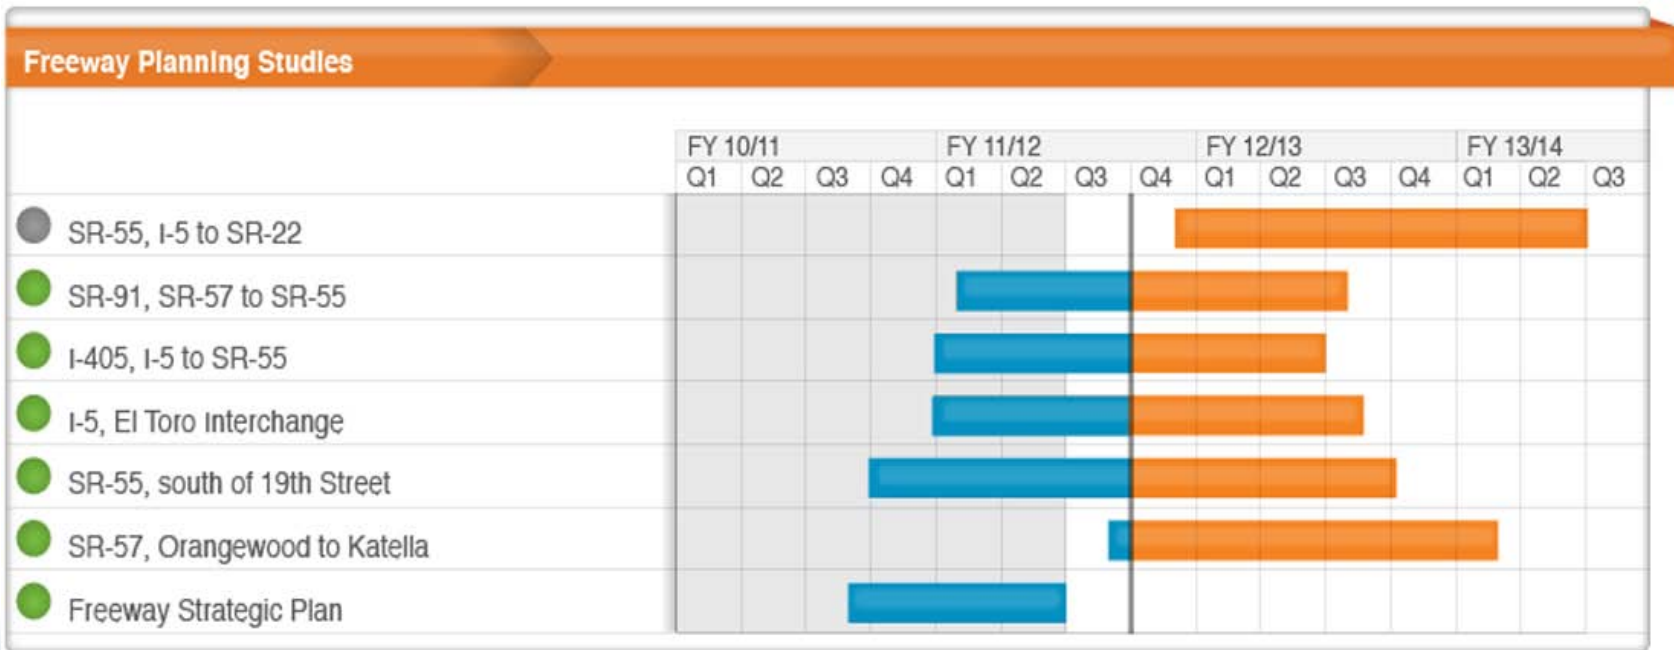 Freeway Planning Studies
FY 10/11 FY 11/12 FY 12/13 FY 13/14
Q1 Q2 Q3 Q4 Q1 Q2 Q3 Q4 Q1 Q2 Q3 Q4 Q1 Q2 Q3
SR-55, I-5 to SR-22
SR-91, SR-57 to SR-55
I-405, I-5 to SR-55
I-5, El Toro Interchange
SR-55, south of 19th Street
SR-57, Orangewood to Katella
Freeway Strategic Plan